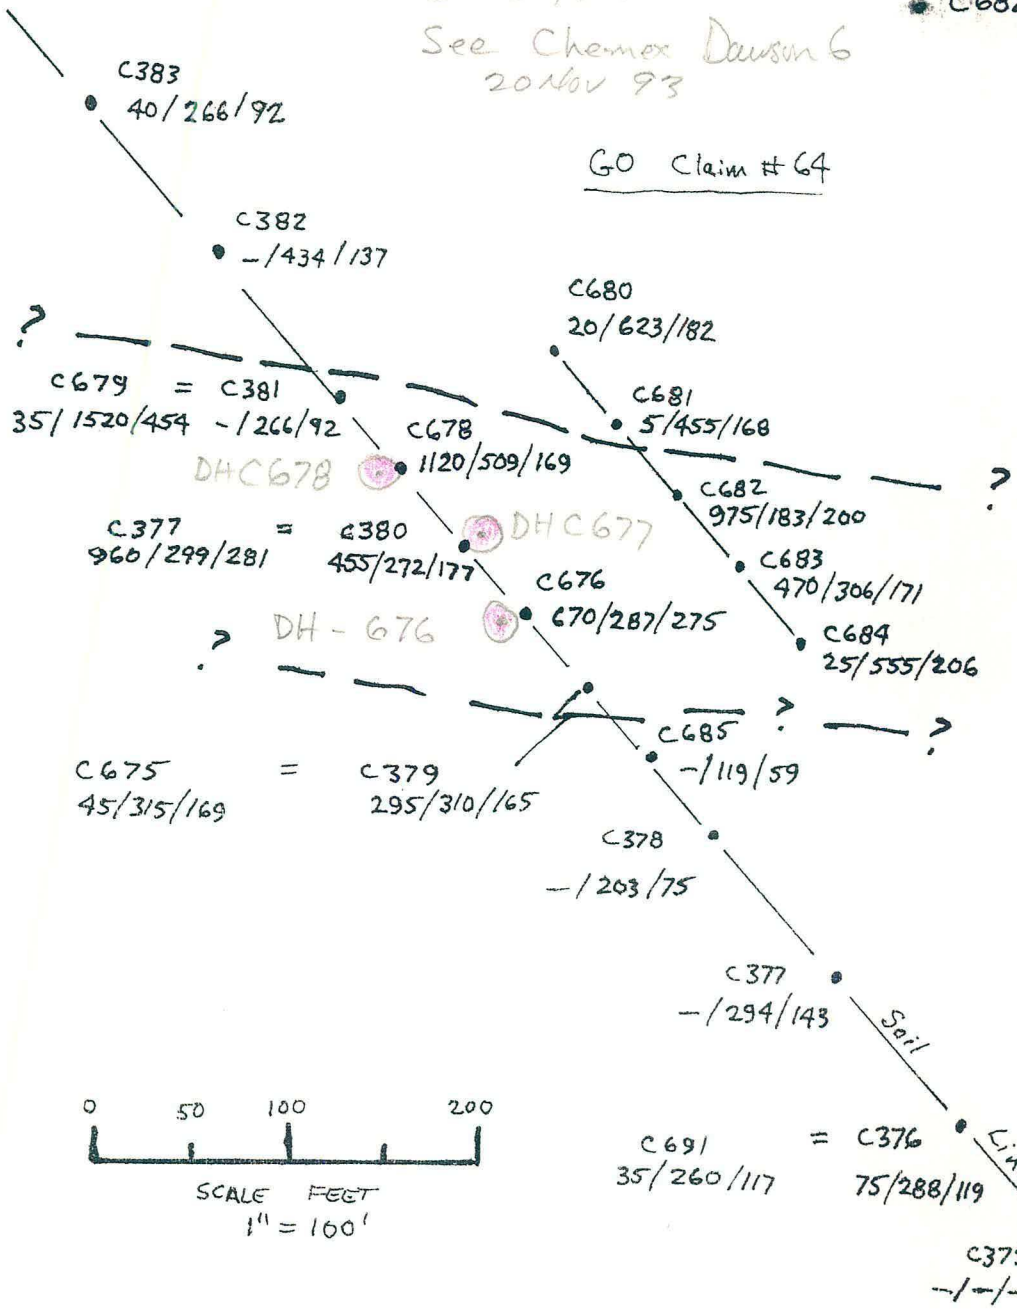 C682
See Chemex Dawson 6
20 Nov 93
C383
40/266/92
GO Claim # 64
C382
-/434/137
C680
20/623/182
?
C679 = C381
35/1520/454 -/266/92
C681
5/455/168
C678
1120/509/169
DHC678
?
C682
975/183/200
C377 = C380
960/299/281 455/272/177
DHC677
C683
470/306/171
C676
670/287/275
DH-676
?
C684
25/555/206
? ?
C685
-/119/59
C675 = C379
45/315/169 295/310/165
C378
-/203/75
C377
-/294/143
Soil
0 50 100 200
SCALE FEET
1" = 100'
C691 = C376
35/260/117 75/288/119